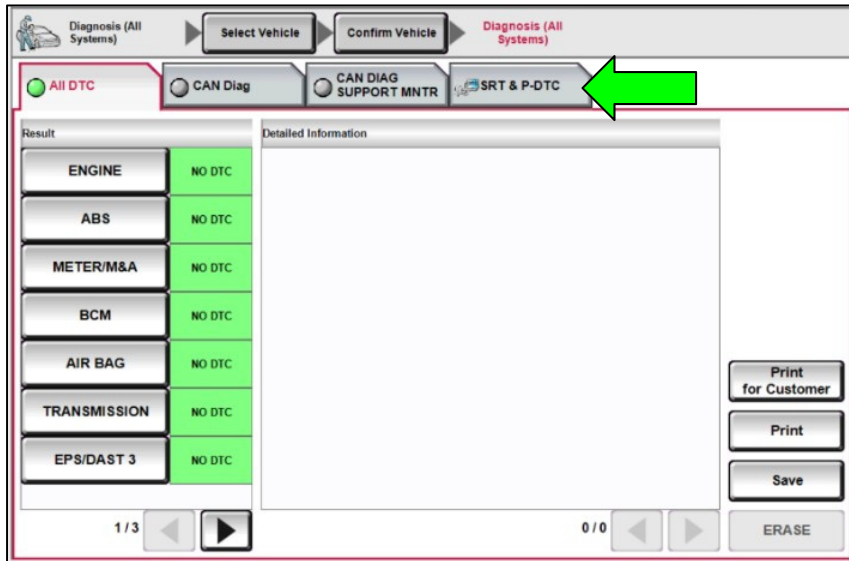 Diagnosis (All
Systems)
Select Vehicle
Confirm Vehicle
Diagnosis (All
Systems)
All DTC
CAN Diag
CAN DIAG
SUPPORT MNTR
SRT & P-DTC
Result
Detailed Information
ENGINE NO DTC
ABS NO DTC
METER/M&A NO DTC
BCM NO DTC
AIR BAG NO DTC
TRANSMISSION NO DTC
EPS/DAST 3 NO DTC
Print
for Customer
Print
Save
1/3
0/0
ERASE